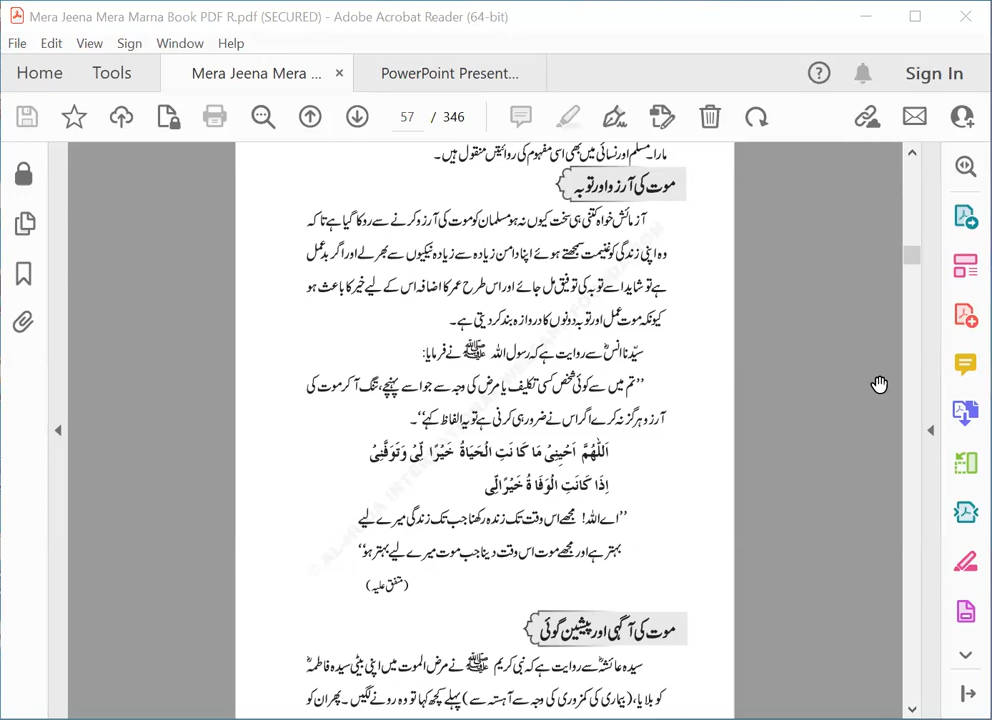 Mera Jeena Mera Marna Book PDF R.pdf (SECURED) - Adobe Acrobat Reader (64-bit)
File Edit View Sign Window Help
Home Tools Mera Jeena Mera ... × PowerPoint Present... Sign In
57 / 346
مارا۔ مسلم اور نسائی میں بھی اسی مفہوم کی روایتیں منقول ہیں۔
موت کی آرزو اور توبہ
آزمائش خواہ کتنی ہی سخت کیوں نہ ہو مسلمان کو موت کی آرزو کرنے سے روکا گیا ہے تاکہ
وہ اپنی زندگی کو غنیمت سمجھتے ہوئے اپنا دامن زیادہ سے زیادہ نیکیوں سے بھر لے اور اگر بدعمل
ہے تو شاید اسے توبہ کی توفیق مل جائے اور اس طرح عمر کا اضافہ اس کے لیے خیر کا باعث ہو
کیونکہ موت عمل اور توبہ دونوں کا دروازہ بند کر دیتی ہے۔
سیّدنا انسؓ سے روایت ہے کہ رسول اللہ ﷺ نے فرمایا:
’’تم میں سے کوئی شخص کسی تکلیف یا مرض کی وجہ سے جو اسے پہنچے، تنگ آ کر موت کی
آرزو ہرگز نہ کرے اگر اس نے ضرور ہی کرنی ہے تو یہ الفاظ کہے‘‘۔
اَللّٰهُمَّ اَحْيِنِىْ مَا كَانَتِ الْحَيَاةُ خَيْرًا لِّىْ وَتَوَفَّنِىْ
اِذَا كَانَتِ الْوَفَاةُ خَيْرًالِّى
’’اے اللہ! مجھے اس وقت تک زندہ رکھنا جب تک زندگی میرے لیے
بہتر ہے اور مجھے موت اس وقت دینا جب موت میرے لیے بہتر ہو‘‘
(متفق علیہ)
موت کی آگہی اور پیشین گوئی
سیدہ عائشہؓ سے روایت ہے کہ نبی کریم ﷺ نے مرض الموت میں اپنی بیٹی سیدہ فاطمہؓ
کو بلایا، (بیماری کی کمزوری کی وجہ سے آہستہ سے) پہلے کچھ کہا تو وہ رونے لگیں۔ پھر ان کو